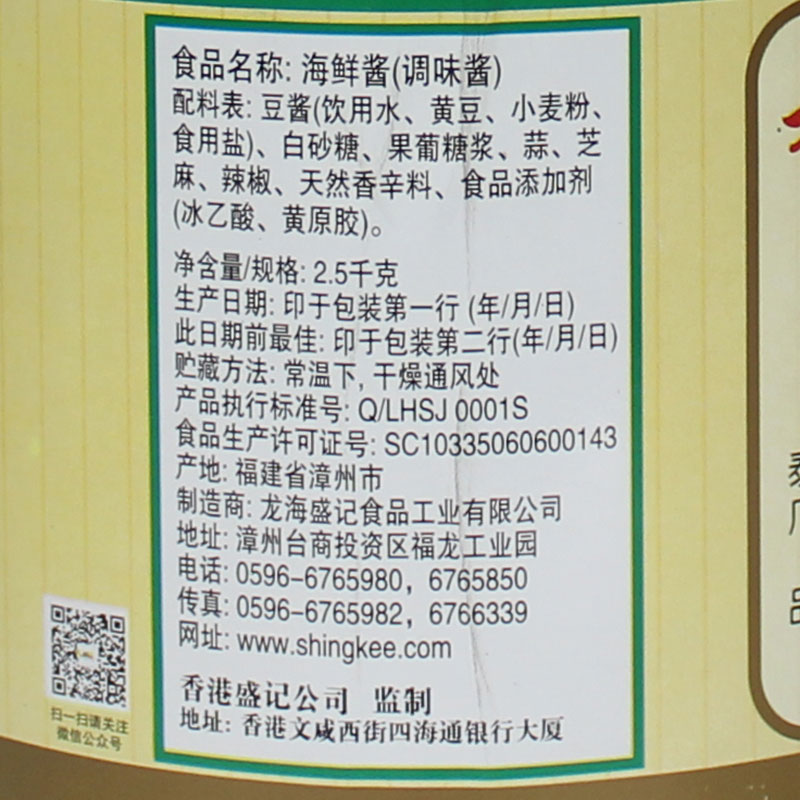 食品名称: 海鲜酱(调味酱)
配料表: 豆酱(饮用水、黄豆、小麦粉、
食用盐)、白砂糖、果葡糖浆、蒜、芝
麻、辣椒、天然香辛料、食品添加剂
(冰乙酸、黄原胶)。
净含量/规格: 2.5千克
生产日期: 印于包装第一行 (年/月/日)
此日期前最佳: 印于包装第二行(年/月/日)
贮藏方法: 常温下, 干燥通风处
产品执行标准号: Q/LHSJ 0001S
食品生产许可证号: SC10335060600143
产地: 福建省漳州市
制造商: 龙海盛记食品工业有限公司
地址: 漳州台商投资区福龙工业园
电话: 0596-6765980，6765850
传真: 0596-6765982，6766339
网址: www.shingkee.com
香港盛记公司 监制
地址: 香港文咸西街四海通银行大厦
扫一扫请关注
微信公众号